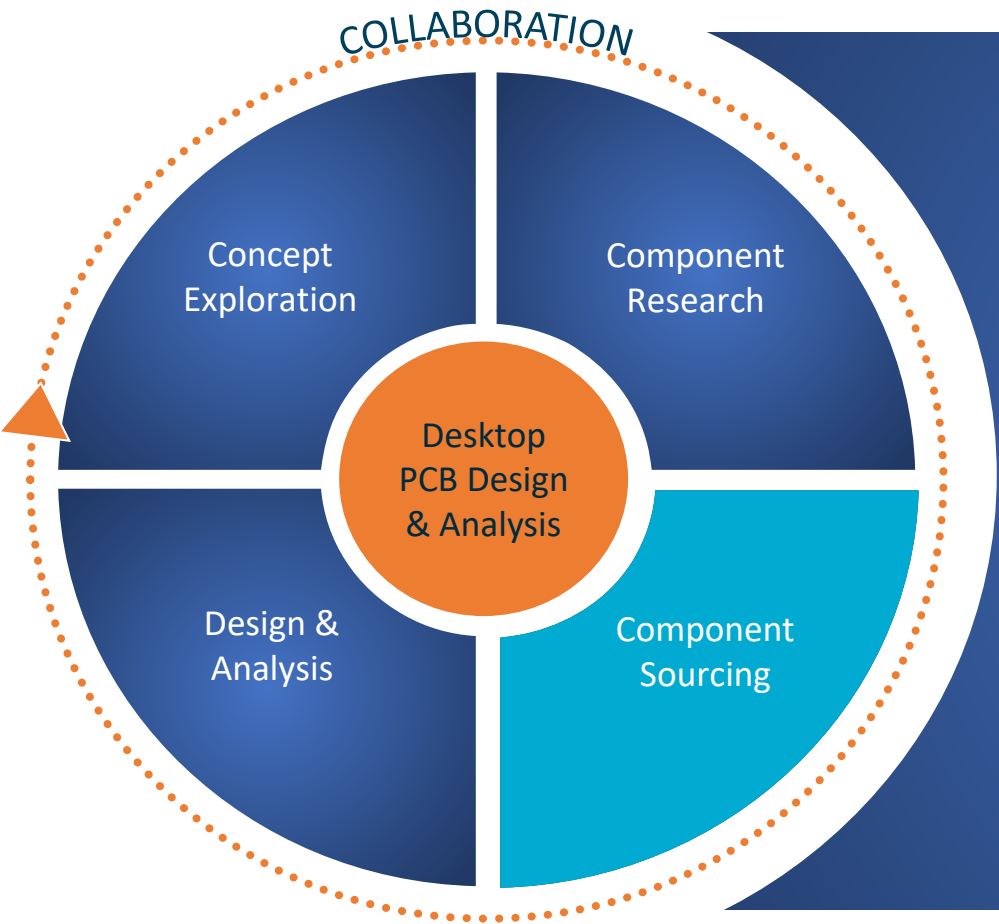 COLLABORATION
Concept
Exploration
Component
Research
Desktop
PCB Design
& Analysis
Design &
Analysis
Component
Sourcing